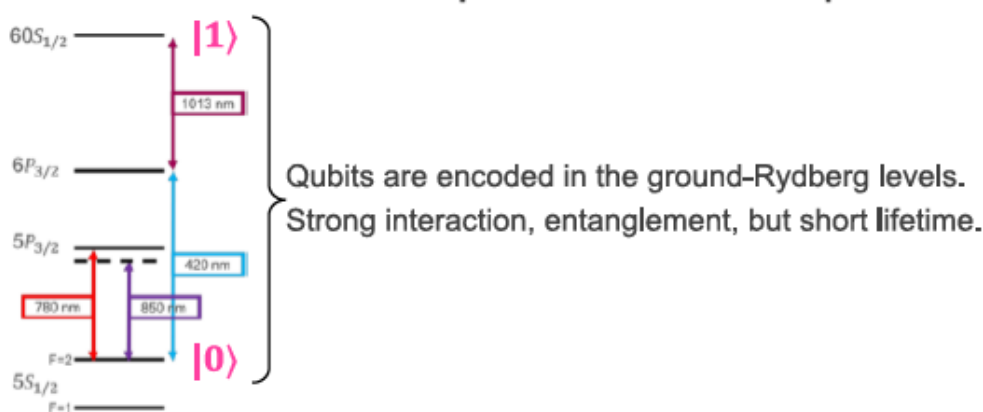 60S1/2
|1⟩
1013 nm
6P3/2
Qubits are encoded in the ground-Rydberg levels.
Strong interaction, entanglement, but short lifetime.
5P3/2
420 nm
780 nm
850 nm
F=2
|0⟩
5S1/2
F=1